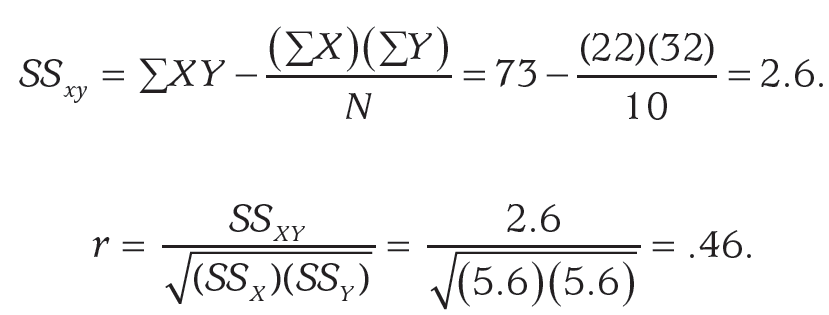 SS_xy = ∑XY − (∑X)(∑Y) / N = 73 − (22)(32) / 10 = 2.6.
r = SS_XY / √(SS_X)(SS_Y) = 2.6 / √(5.6)(5.6) = .46.